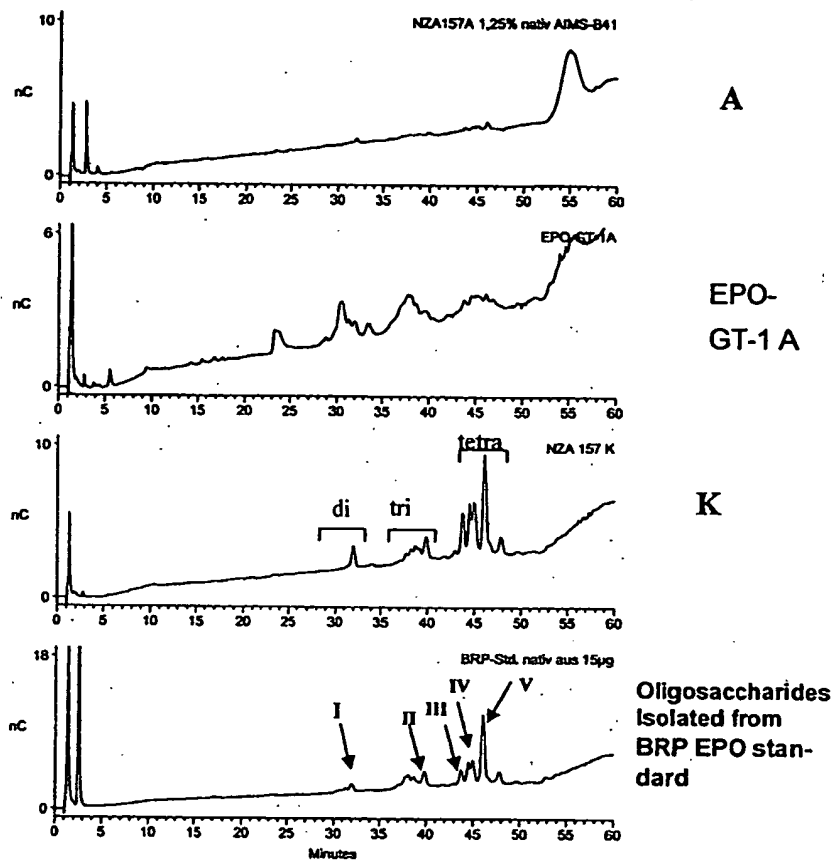 10
NZA157A 1,25% nativ AIMS-B41
nC
A
0
0 5 10 15 20 25 30 35 40 45 50 55 60
6
EPO-GT-1A
nC
EPO-
GT-1 A
0
0 5 10 15 20 25 30 35 40 45 50 55 60
10
tetra
NZA 157 K
di
tri
nC
K
0
0 5 10 15 20 25 30 35 40 45 50 55 60
18
BRP-Std. nativ aus 15µg
I
II
III
IV
V
nC
Oligosaccharides
Isolated from
BRP EPO stan-
dard
0
0 5 10 15 20 25 30 35 40 45 50 55 60
Minutes